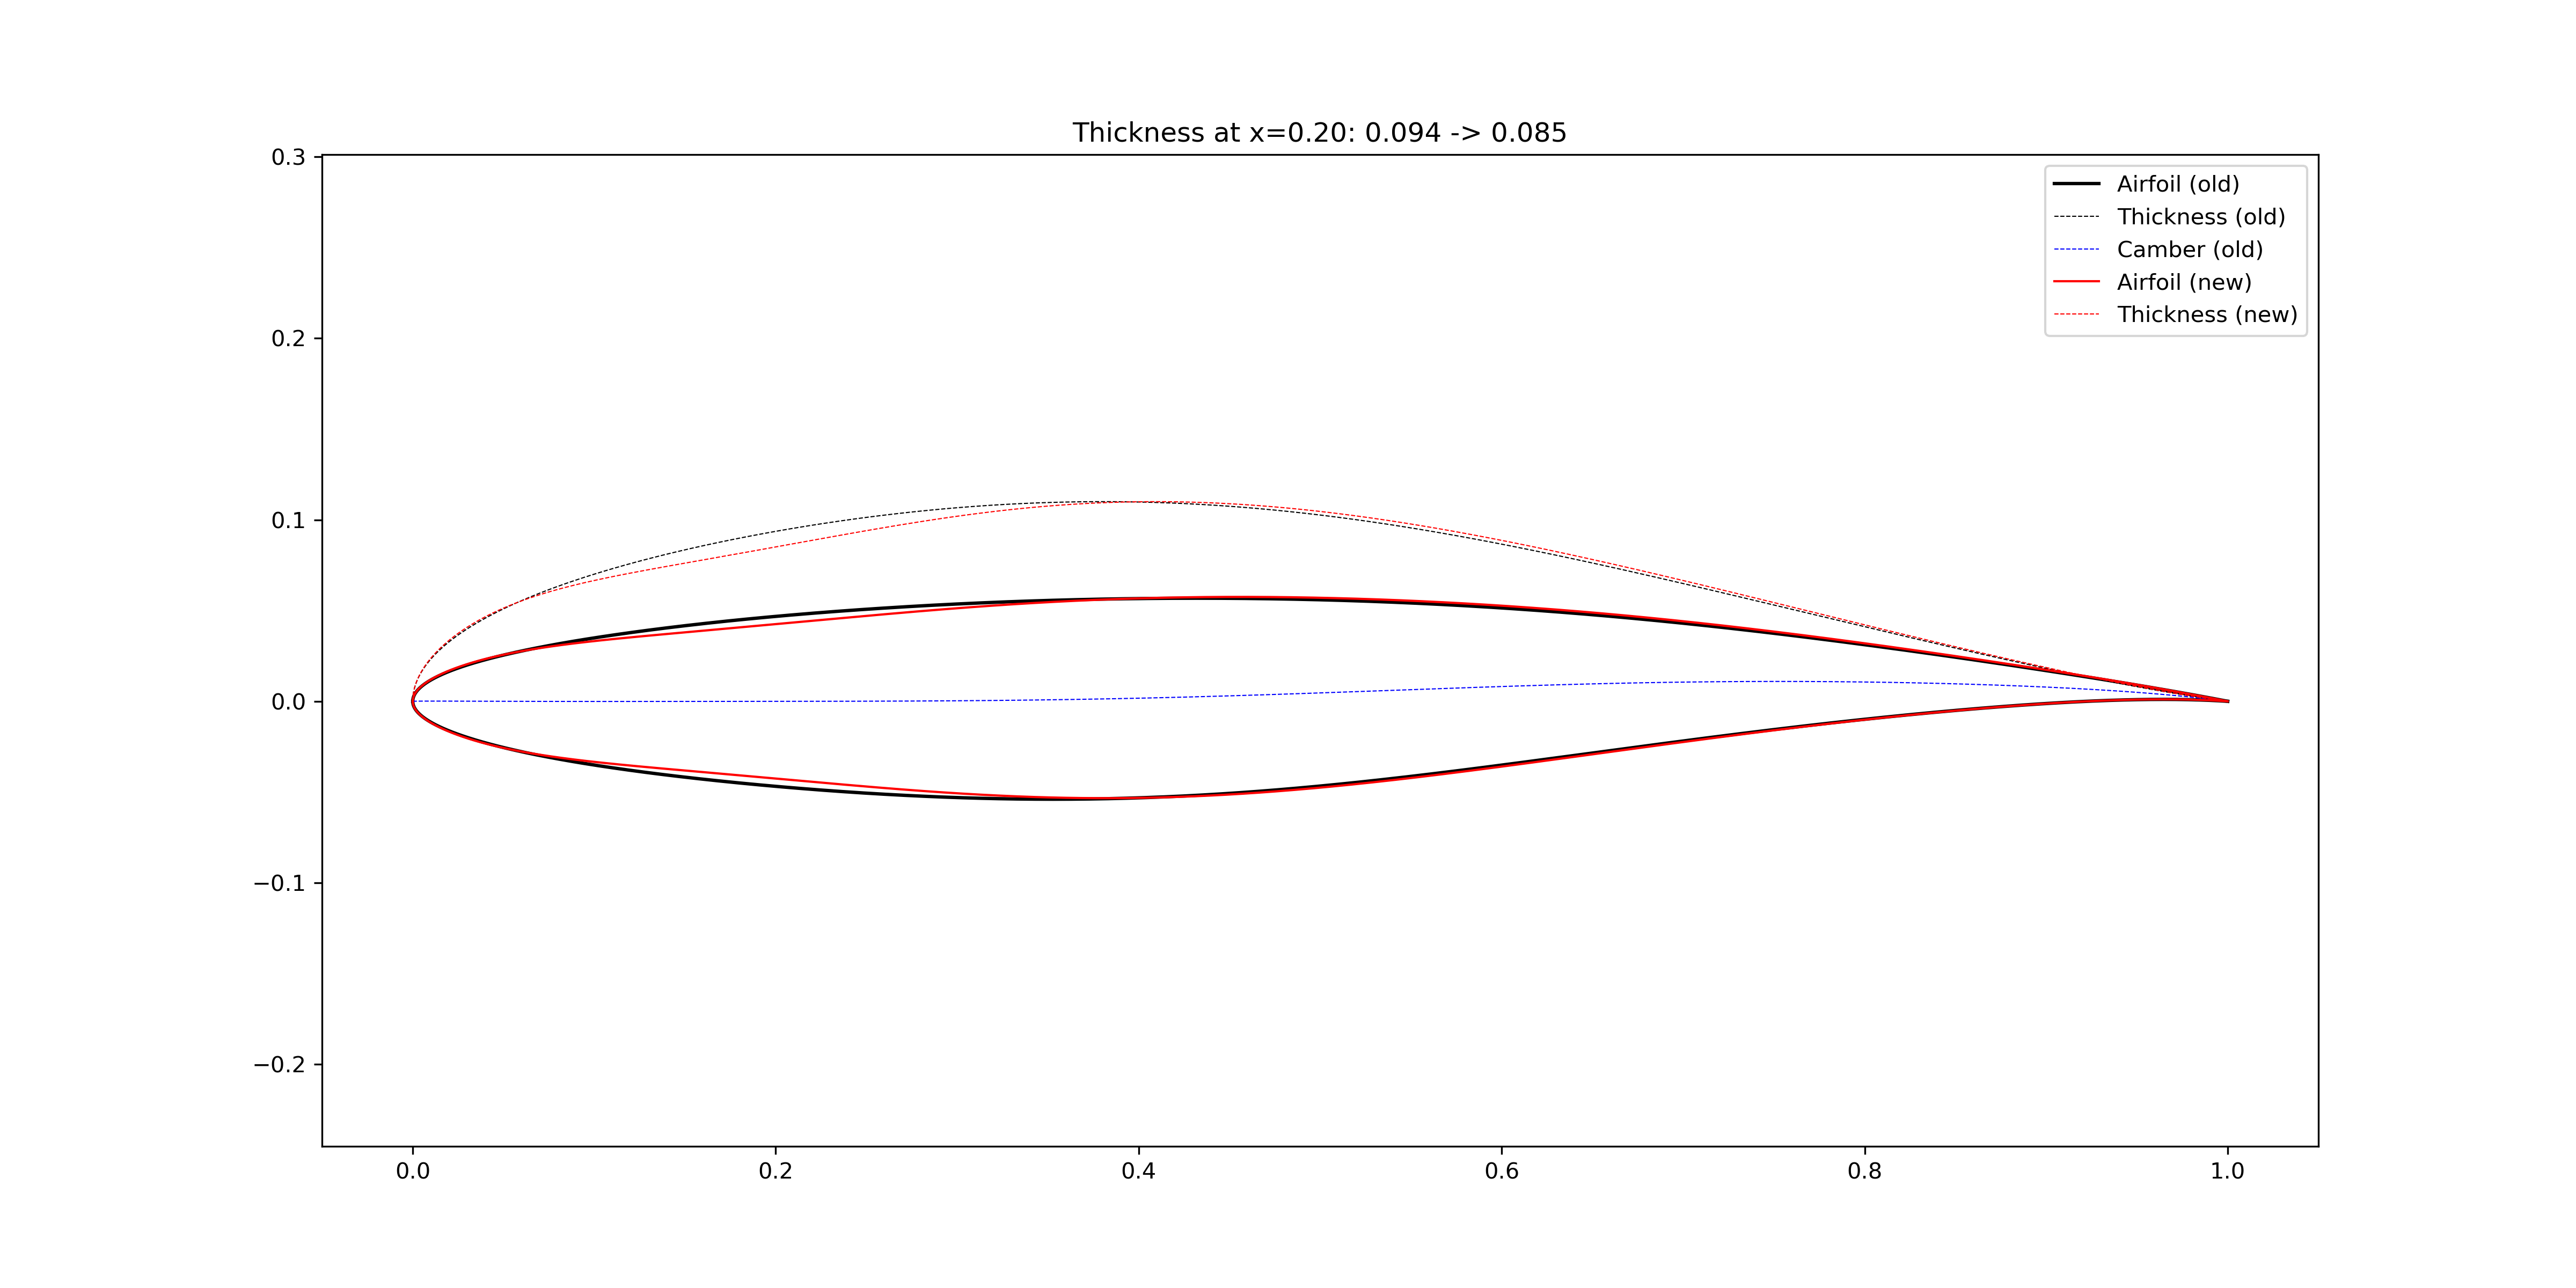 Thickness at x=0.20: 0.094 -> 0.085
0.3
0.2
0.1
0.0
−0.1
−0.2
0.0 0.2 0.4 0.6 0.8 1.0
Airfoil (old)
Thickness (old)
Camber (old)
Airfoil (new)
Thickness (new)